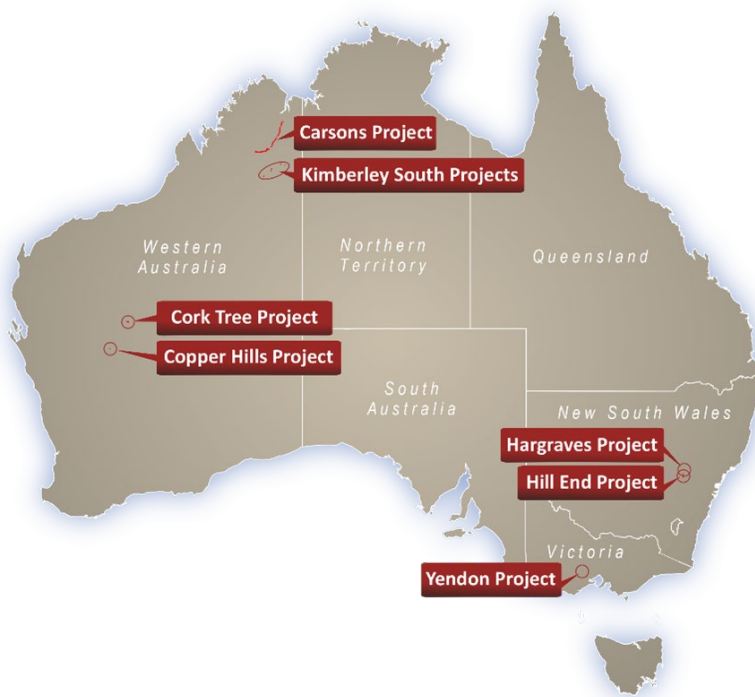 Carsons Project
Kimberley South Projects
Western
Australia
Northern
Territory
Queensland
Cork Tree Project
Copper Hills Project
South
Australia
New South Wales
Hargraves Project
Hill End Project
Victoria
Yendon Project